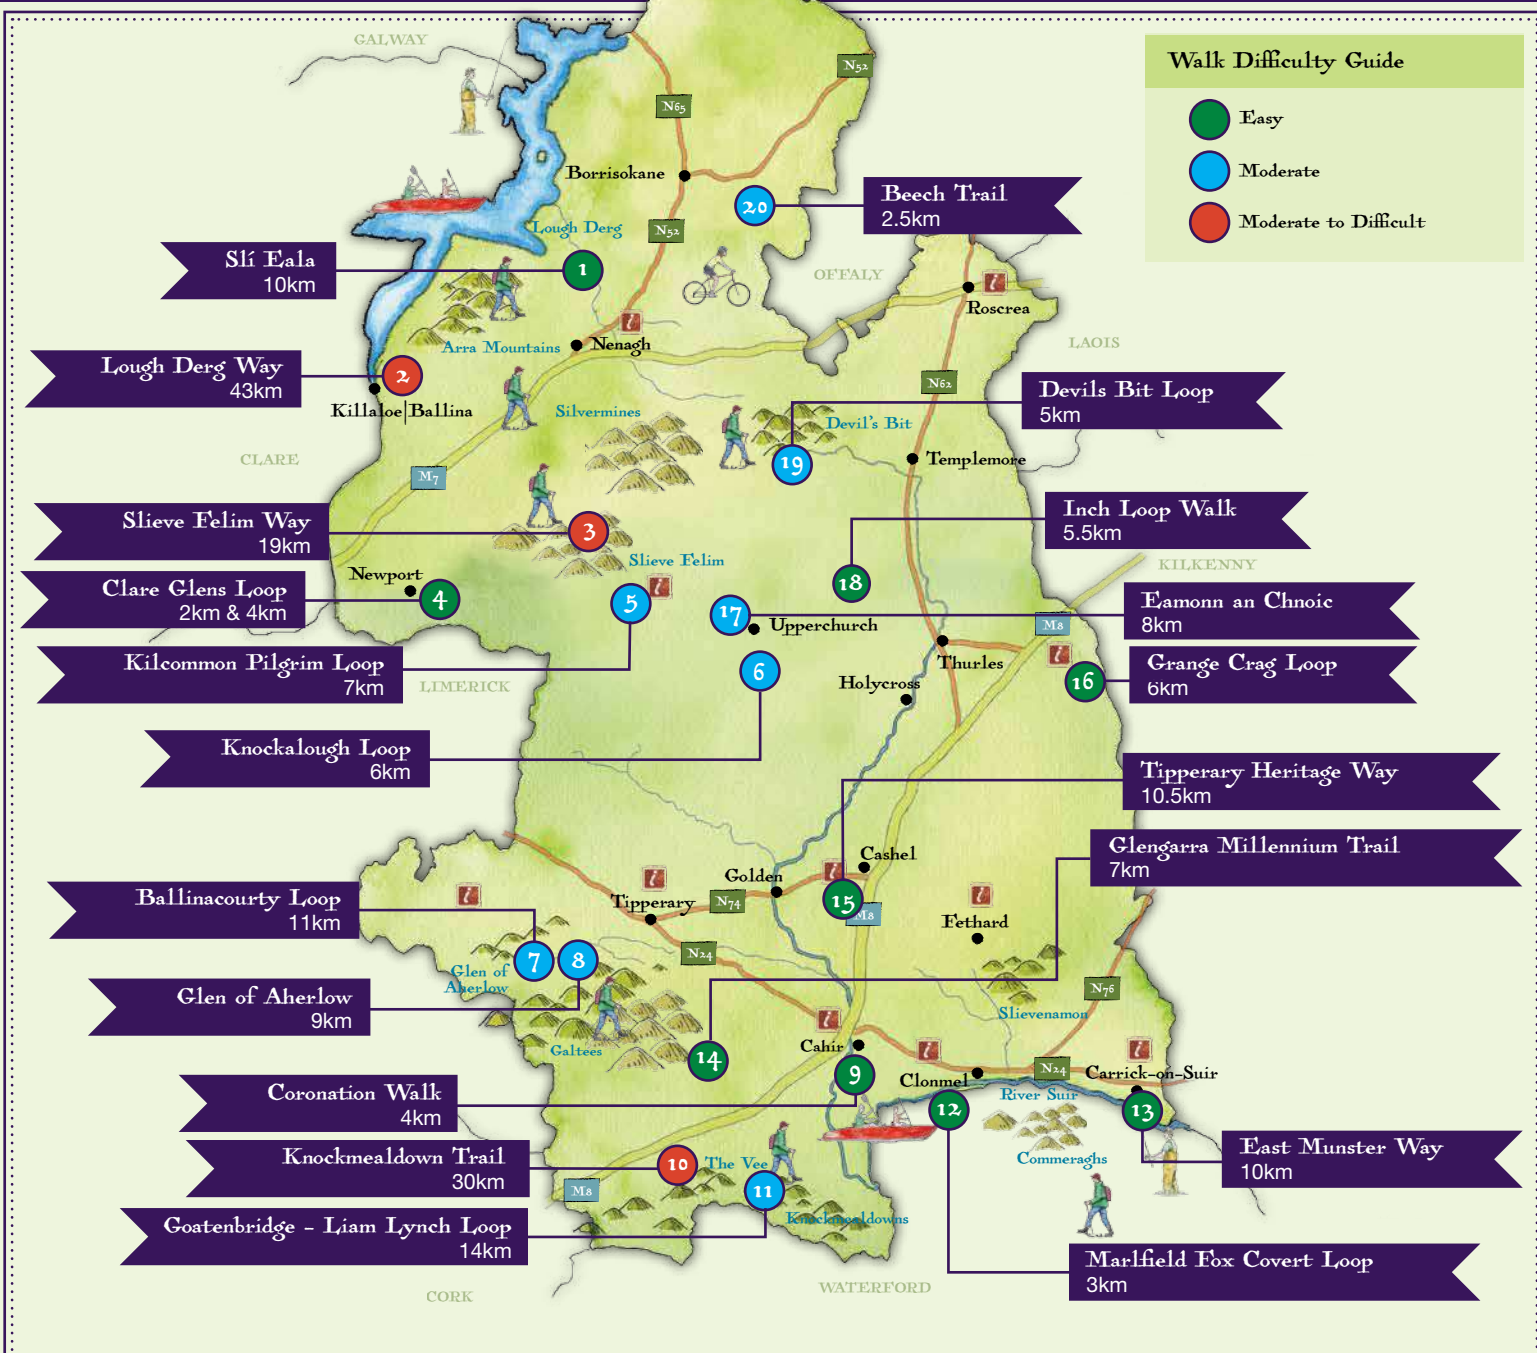 GALWAY
N52
Walk Difficulty Guide
Easy
Moderate
Moderate to Difficult
N65
Borrisokane
20
Beech Trail
2.5km
Lough Derg
N52
Slí Eala
10km
1
OFFALY
i
Roscrea
i
Arra Mountains
Nenagh
LAOIS
Lough Derg Way
43km
2
Killaloe|Ballina
N62
Devils Bit Loop
5km
Silvermines
Devil's Bit
CLARE
M7
19
Templemore
Slieve Felim Way
19km
3
Inch Loop Walk
5.5km
Slieve Felim
KILKENNY
Newport
Clare Glens Loop
2km & 4km
4
5
i
18
17
Upperchurch
Eamonn an Chnoic
8km
M8
Kilcommon Pilgrim Loop
7km
LIMERICK
6
Thurles
i
16
Grange Crag Loop
6km
Holycross
Knockalough Loop
6km
Tipperary Heritage Way
10.5km
Glengarra Millennium Trail
7km
Cashel
i
Golden
i
i
i
Ballinacourty Loop
11km
Tipperary
N74
15
M8
Fethard
N24
7
8
Glen of
Aherlow
Glen of Aherlow
9km
N76
Slievenamon
i
Galtees
14
Cahir
i
i
9
Clonmel
N24
Carrick-on-Suir
Coronation Walk
4km
River Suir
12
13
Knockmealdown Trail
30km
10
The Vee
Commeraghs
East Munster Way
10km
M8
11
Knockmealdowns
Goatenbridge - Liam Lynch Loop
14km
Marlfield Fox Covert Loop
3km
WATERFORD
CORK